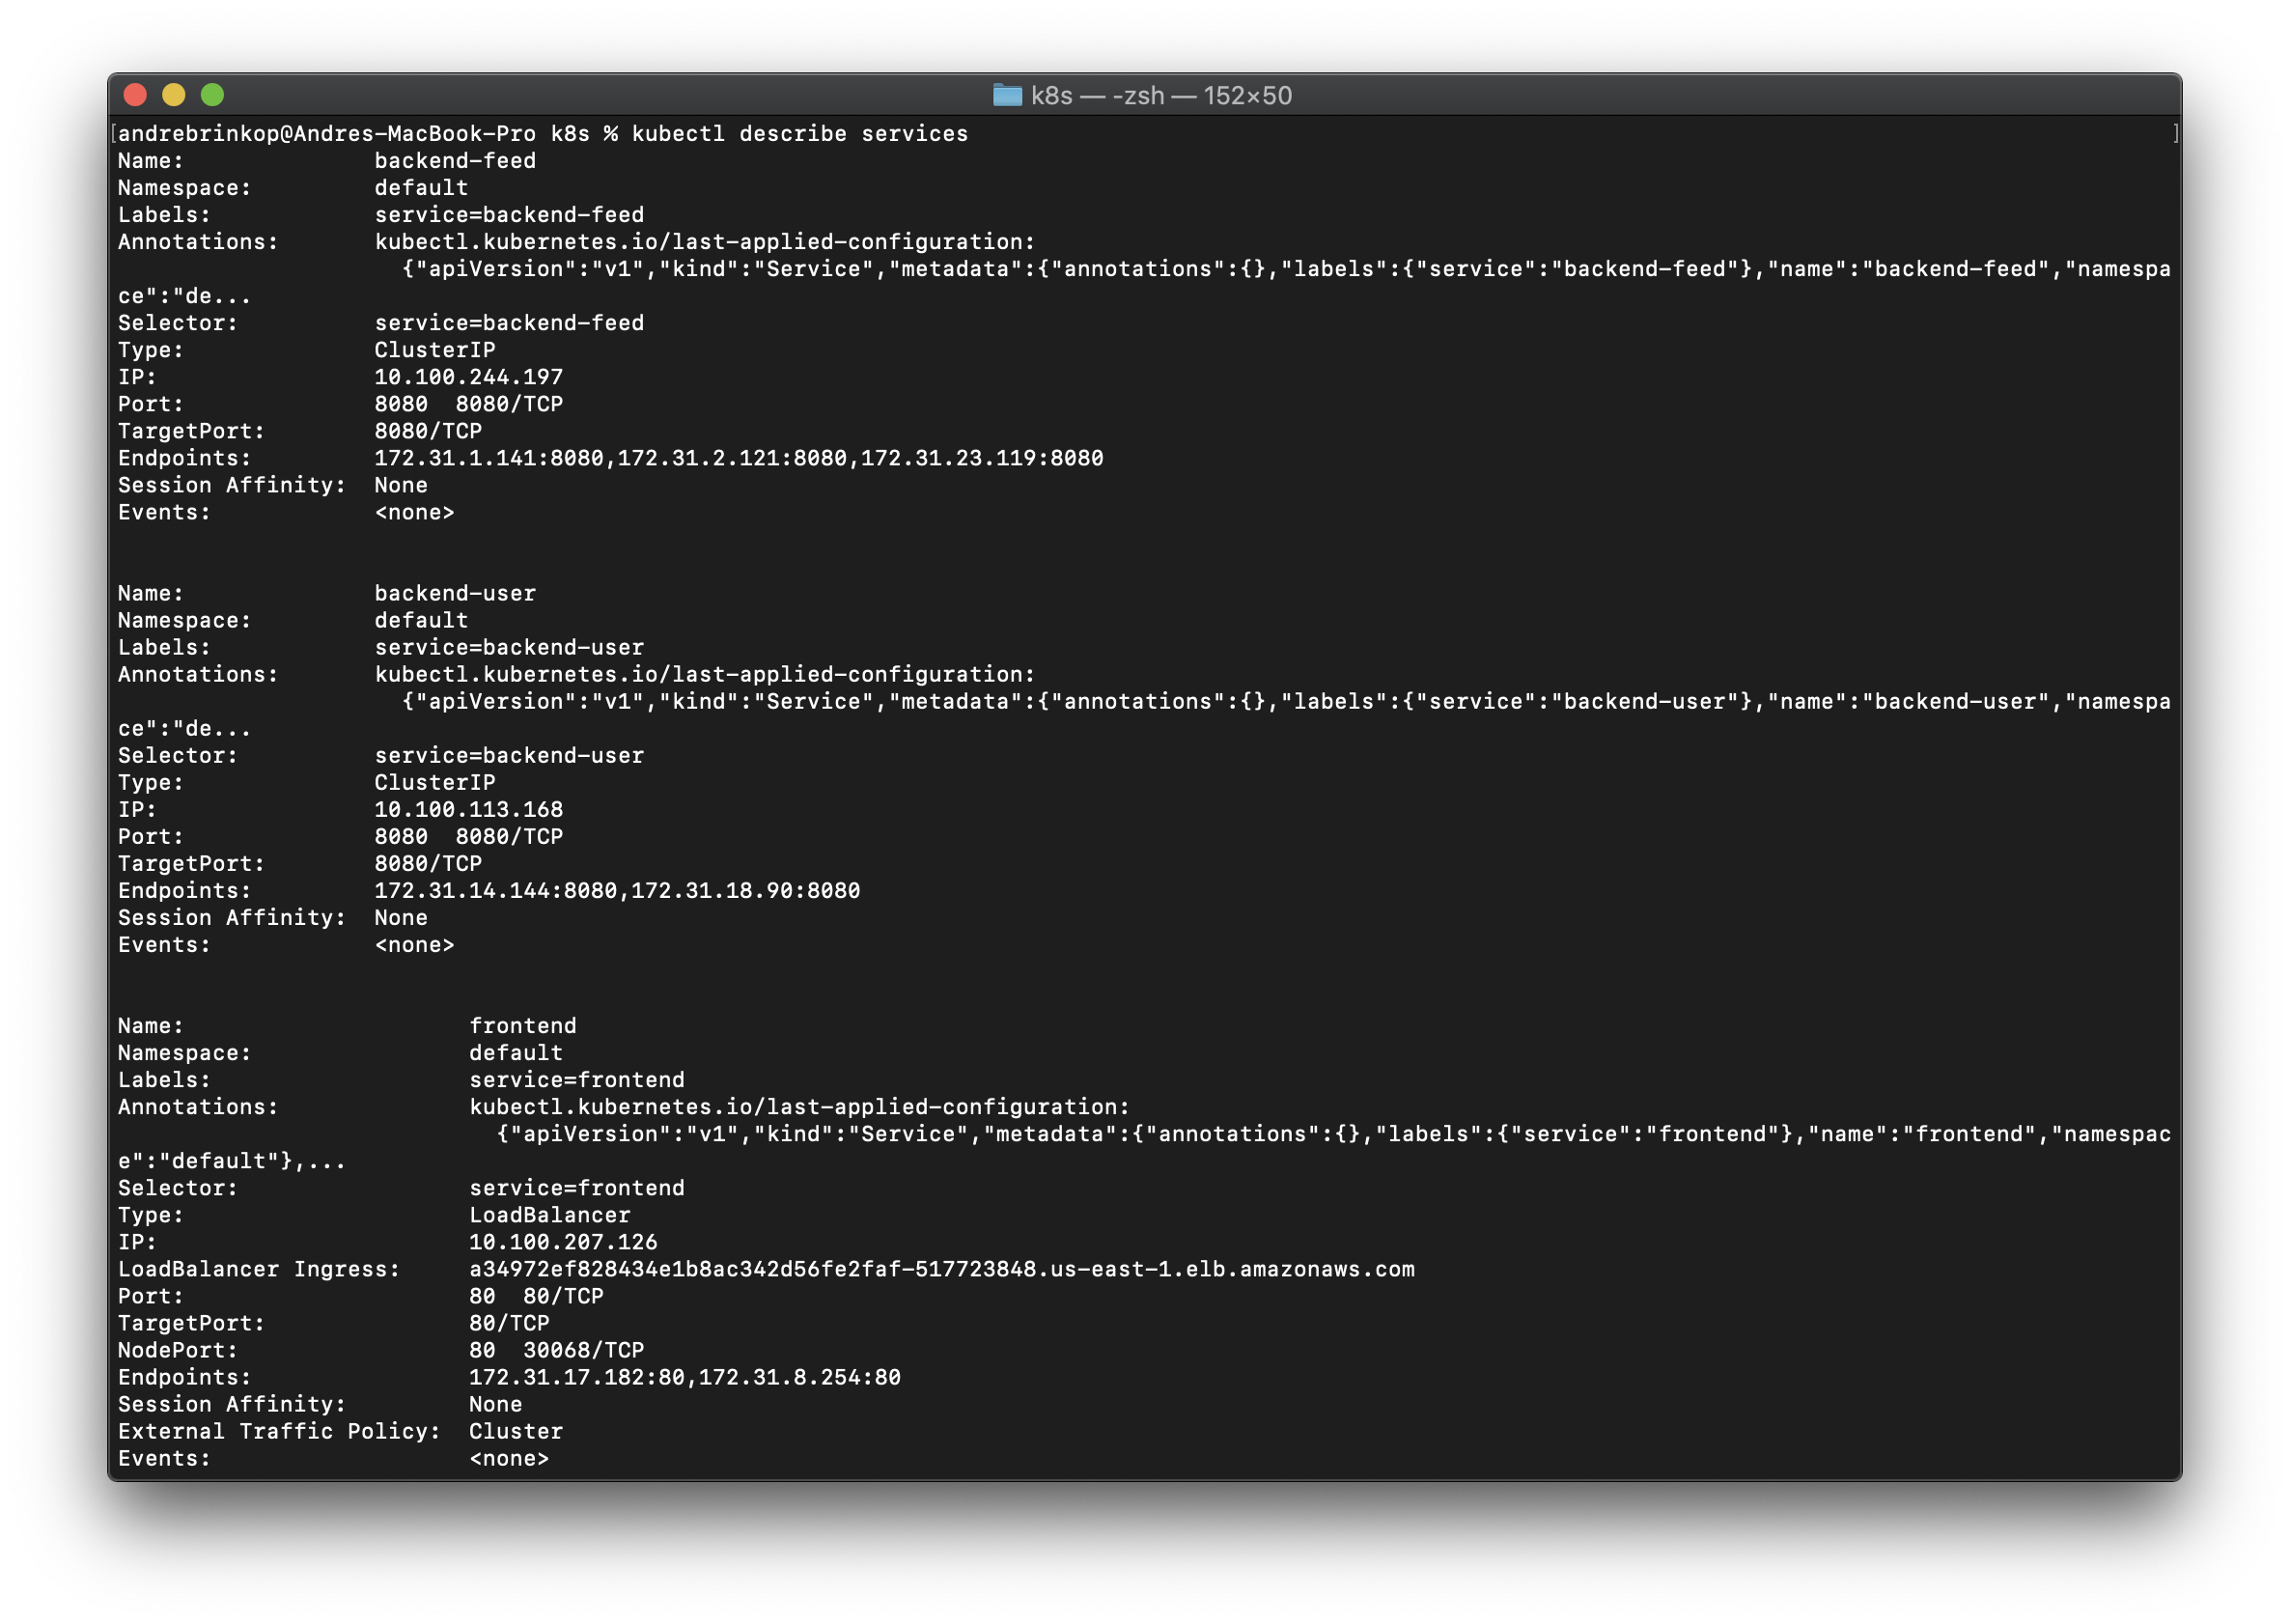 k8s — -zsh — 152×50
[andrebrinkop@Andres-MacBook-Pro k8s % kubectl describe services ]
Name:              backend-feed
Namespace:         default
Labels:            service=backend-feed
Annotations:       kubectl.kubernetes.io/last-applied-configuration:
                     {"apiVersion":"v1","kind":"Service","metadata":{"annotations":{},"labels":{"service":"backend-feed"},"name":"backend-feed","namespa
ce":"de...
Selector:          service=backend-feed
Type:              ClusterIP
IP:                10.100.244.197
Port:              8080  8080/TCP
TargetPort:        8080/TCP
Endpoints:         172.31.1.141:8080,172.31.2.121:8080,172.31.23.119:8080
Session Affinity:  None
Events:            <none>
Name:              backend-user
Namespace:         default
Labels:            service=backend-user
Annotations:       kubectl.kubernetes.io/last-applied-configuration:
                     {"apiVersion":"v1","kind":"Service","metadata":{"annotations":{},"labels":{"service":"backend-user"},"name":"backend-user","namespa
ce":"de...
Selector:          service=backend-user
Type:              ClusterIP
IP:                10.100.113.168
Port:              8080  8080/TCP
TargetPort:        8080/TCP
Endpoints:         172.31.14.144:8080,172.31.18.90:8080
Session Affinity:  None
Events:            <none>
Name:                     frontend
Namespace:                default
Labels:                   service=frontend
Annotations:              kubectl.kubernetes.io/last-applied-configuration:
                            {"apiVersion":"v1","kind":"Service","metadata":{"annotations":{},"labels":{"service":"frontend"},"name":"frontend","namespac
e":"default"},...
Selector:                 service=frontend
Type:                     LoadBalancer
IP:                       10.100.207.126
LoadBalancer Ingress:     a34972ef828434e1b8ac342d56fe2faf-517723848.us-east-1.elb.amazonaws.com
Port:                     80  80/TCP
TargetPort:               80/TCP
NodePort:                 80  30068/TCP
Endpoints:                172.31.17.182:80,172.31.8.254:80
Session Affinity:         None
External Traffic Policy:  Cluster
Events:                   <none>